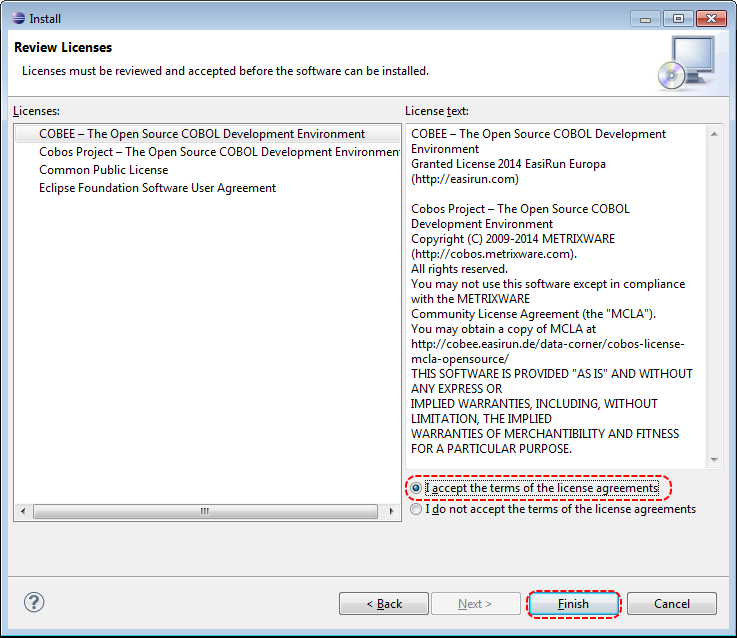 Install
Review Licenses
Licenses must be reviewed and accepted before the software can be installed.
Licenses:
COBEE – The Open Source COBOL Development Environment
Cobos Project – The Open Source COBOL Development Environmen
Common Public License
Eclipse Foundation Software User Agreement
License text:
COBEE – The Open Source COBOL Development
Environment
Granted License 2014 EasiRun Europa
(http://easirun.com)
Cobos Project – The Open Source COBOL
Development Environment
Copyright (C) 2009-2014 METRIXWARE
(http://cobos.metrixware.com).
All rights reserved.
You may not use this software except in compliance
with the METRIXWARE
Community License Agreement (the "MCLA").
You may obtain a copy of MCLA at
http://cobee.easirun.de/data-corner/cobos-license-
mcla-opensource/
THIS SOFTWARE IS PROVIDED "AS IS" AND WITHOUT
ANY EXPRESS OR
IMPLIED WARRANTIES, INCLUDING, WITHOUT
LIMITATION, THE IMPLIED
WARRANTIES OF MERCHANTIBILITY AND FITNESS
FOR A PARTICULAR PURPOSE.
I accept the terms of the license agreements
I do not accept the terms of the license agreements
?
< Back
Next >
Finish
Cancel